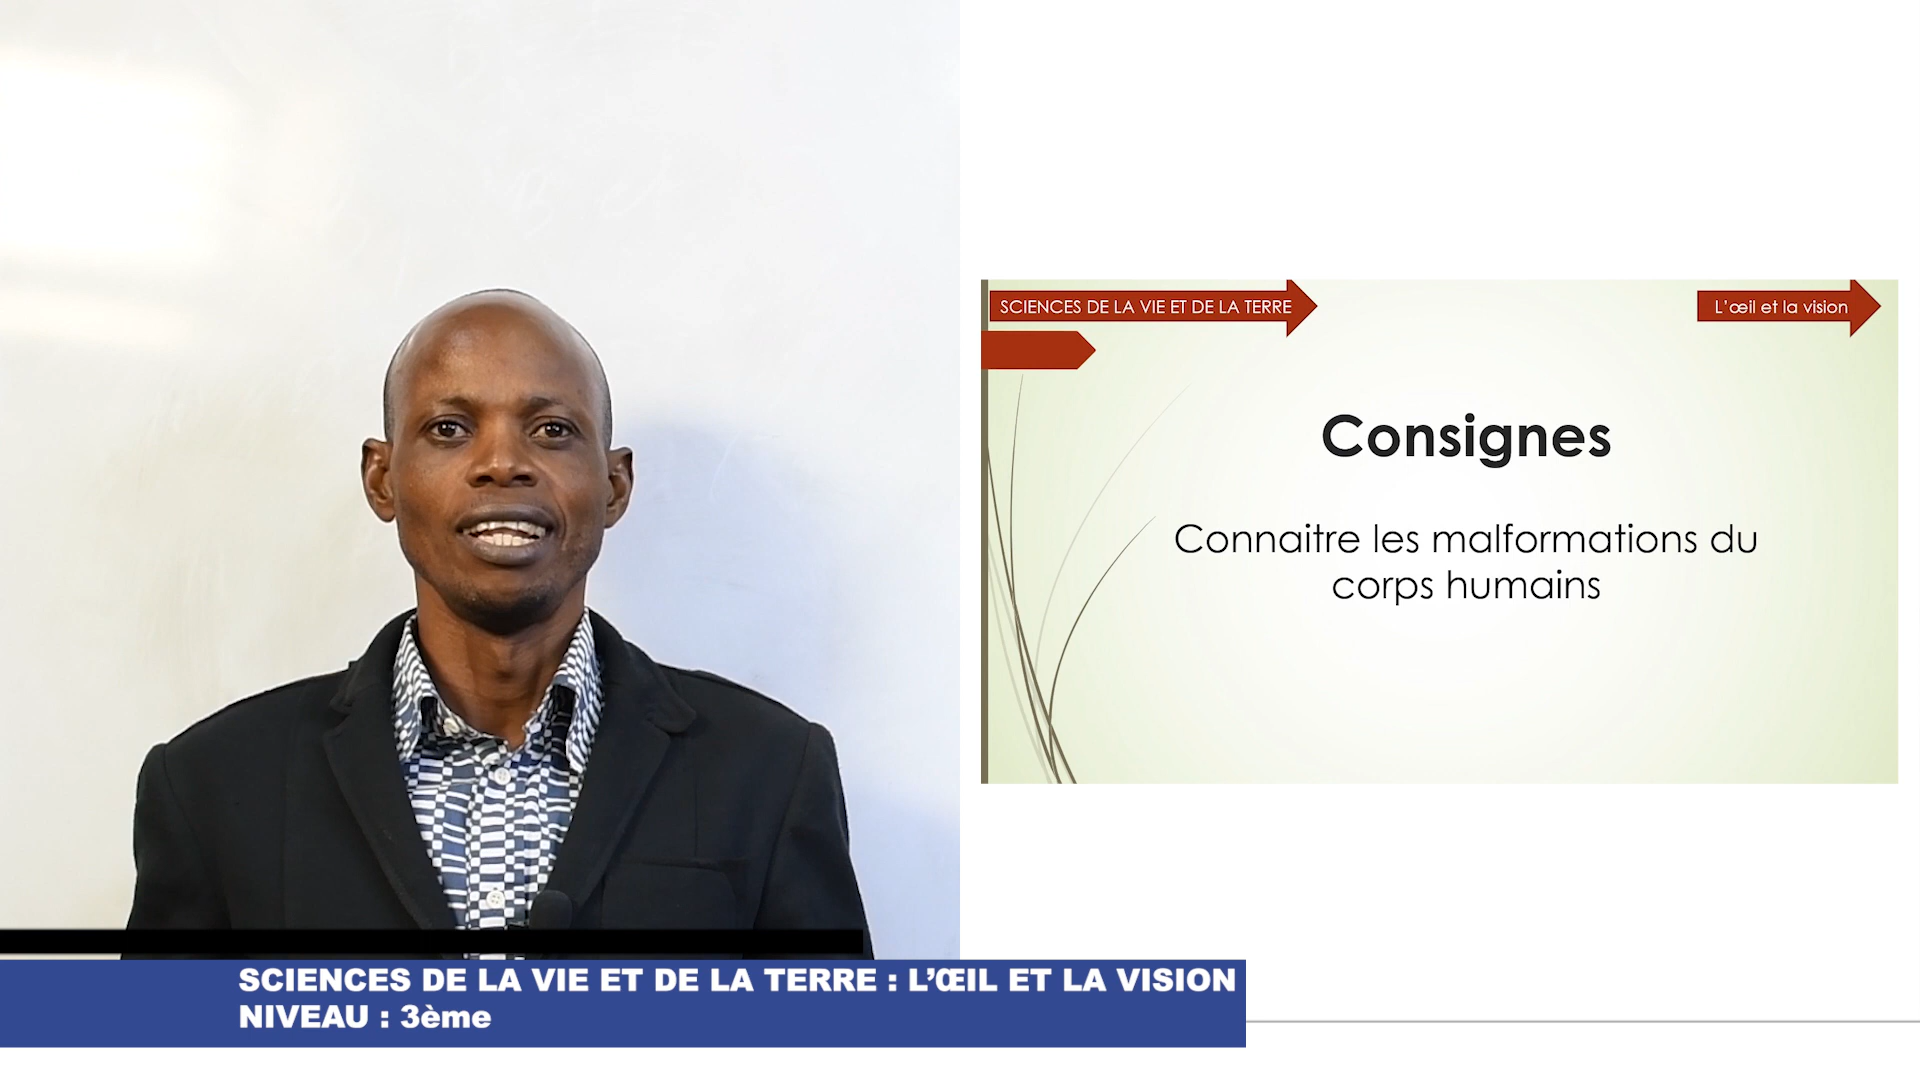 SCIENCES DE LA VIE ET DE LA TERRE
L'œil et la vision
Consignes
Connaitre les malformations du
corps humains
SCIENCES DE LA VIE ET DE LA TERRE : L'ŒIL ET LA VISION
NIVEAU : 3ème